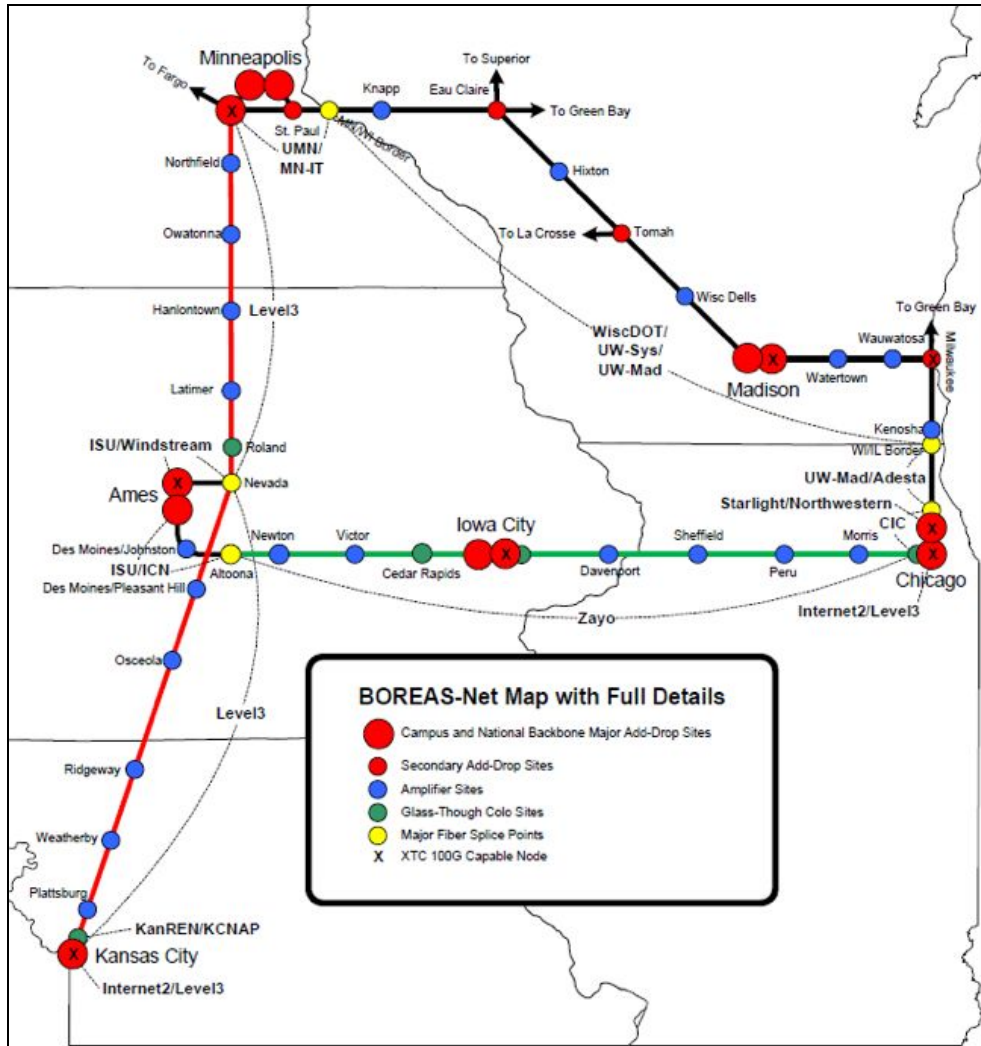 To Superior
Minneapolis
To Fargo
Knapp
Eau Claire
To Green Bay
St. Paul
MN/WI Border
UMN/
MN-IT
Northfield
Hixton
Owatonna
To La Crosse
Tomah
Hanlontown
Level3
Wisc Dells
To Green Bay
WiscDOT/
UW-Sys/
UW-Mad
Wauwatosa
Milwaukee
Madison
Watertown
Latimer
Kenosha
ISU/Windstream
Roland
WI/IL Border
X
Nevada
UW-Mad/Adesta
Ames
Starlight/Northwestern
Iowa City
CIC
Newton
Victor
Sheffield
Morris
Des Moines/Johnston
ISU/ICN
Altoona
Cedar Rapids
Davenport
Peru
Chicago
Des Moines/Pleasant Hill
Internet2/Level3
Zayo
Osceola
Level3
BOREAS-Net Map with Full Details
Campus and National Backbone Major Add-Drop Sites
Secondary Add-Drop Sites
Amplifier Sites
Glass-Though Colo Sites
Major Fiber Splice Points
X XTC 100G Capable Node
Ridgeway
Weatherby
Plattsburg
KanREN/KCNAP
X
Kansas City
Internet2/Level3